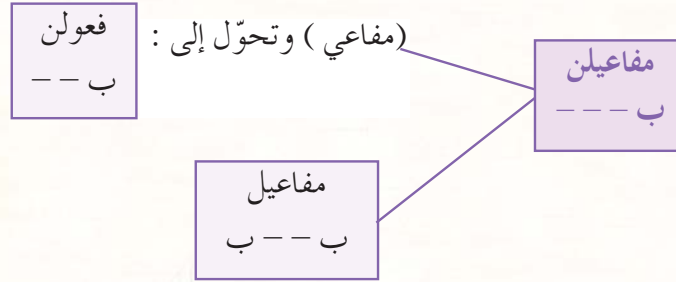 مفاعيلن
ب – – –
(مفاعي ) وتحوّل إلى :
فعولن
ب – –
مفاعيل
ب – – ب